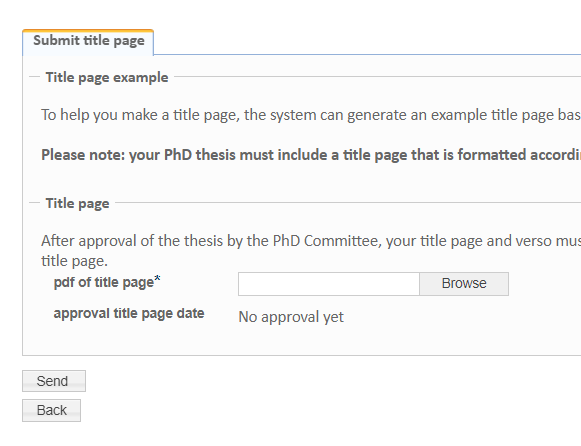 Submit title page
Title page example
To help you make a title page, the system can generate an example title page bas
Please note: your PhD thesis must include a title page that is formatted accordi
Title page
After approval of the thesis by the PhD Committee, your title page and verso mus
title page.
pdf of title page*
Browse
approval title page date
No approval yet
Send
Back